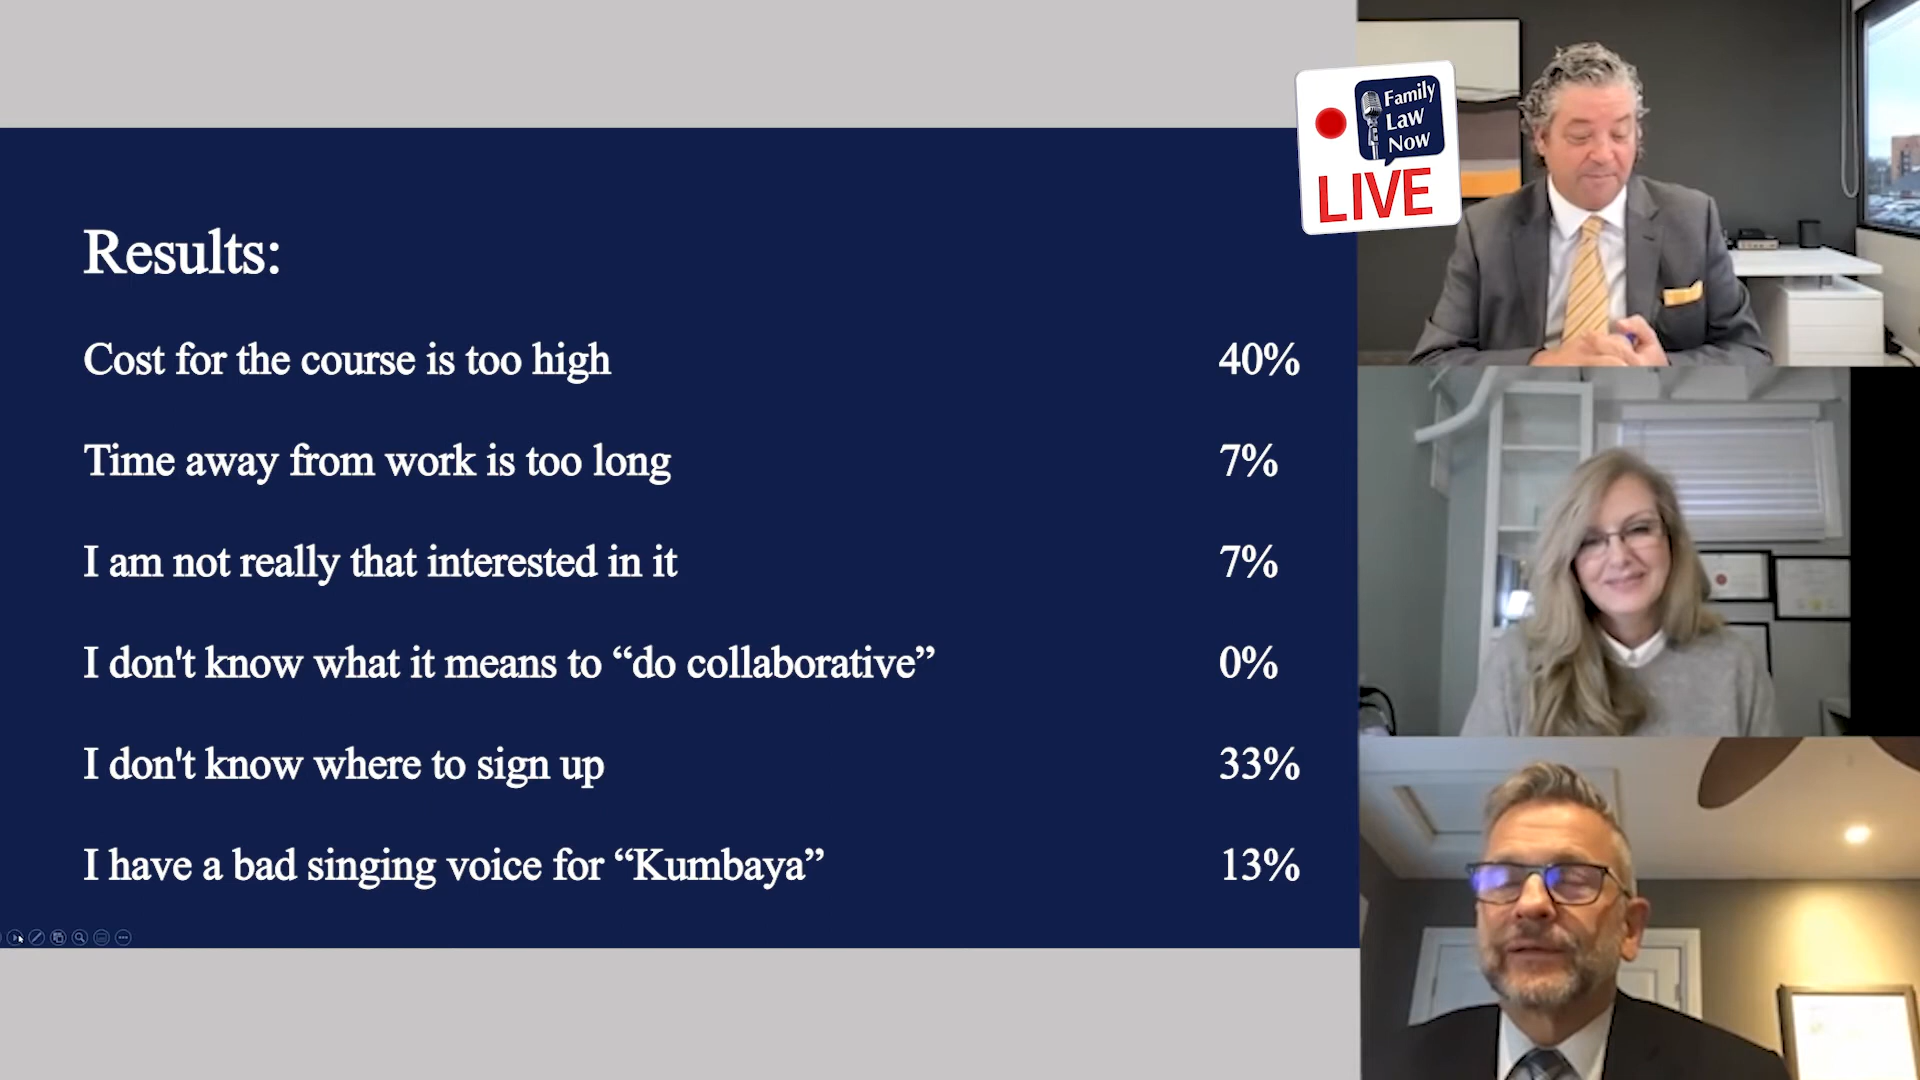 Results:
Cost for the course is too high 40%
Time away from work is too long 7%
I am not really that interested in it 7%
I don't know what it means to “do collaborative” 0%
I don't know where to sign up 33%
I have a bad singing voice for “Kumbaya” 13%
Family
Law
Now
LIVE